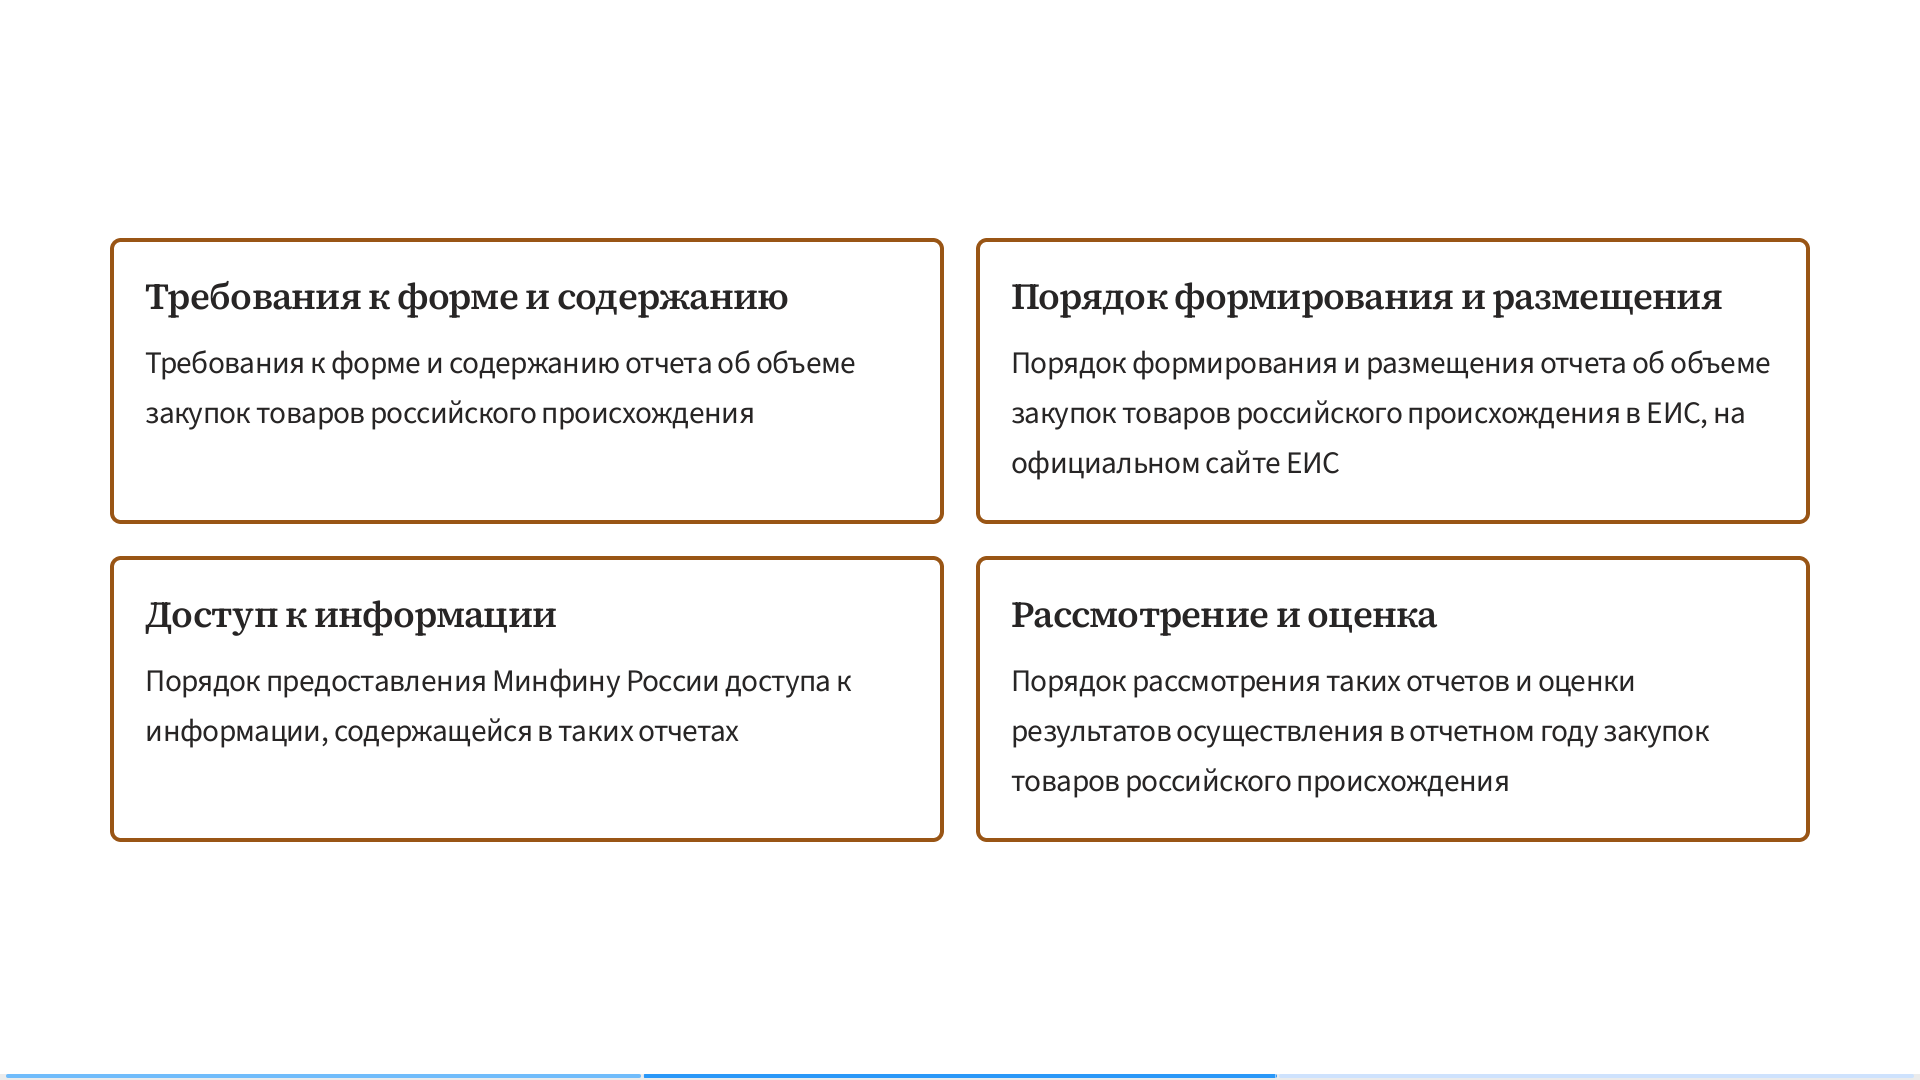 Требования к форме и содержанию
Требования к форме и содержанию отчета об объеме
закупок товаров российского происхождения
Порядок формирования и размещения
Порядок формирования и размещения отчета об объеме
закупок товаров российского происхождения в ЕИС, на
официальном сайте ЕИС
Доступ к информации
Порядок предоставления Минфину России доступа к
информации, содержащейся в таких отчетах
Рассмотрение и оценка
Порядок рассмотрения таких отчетов и оценки
результатов осуществления в отчетном году закупок
товаров российского происхождения